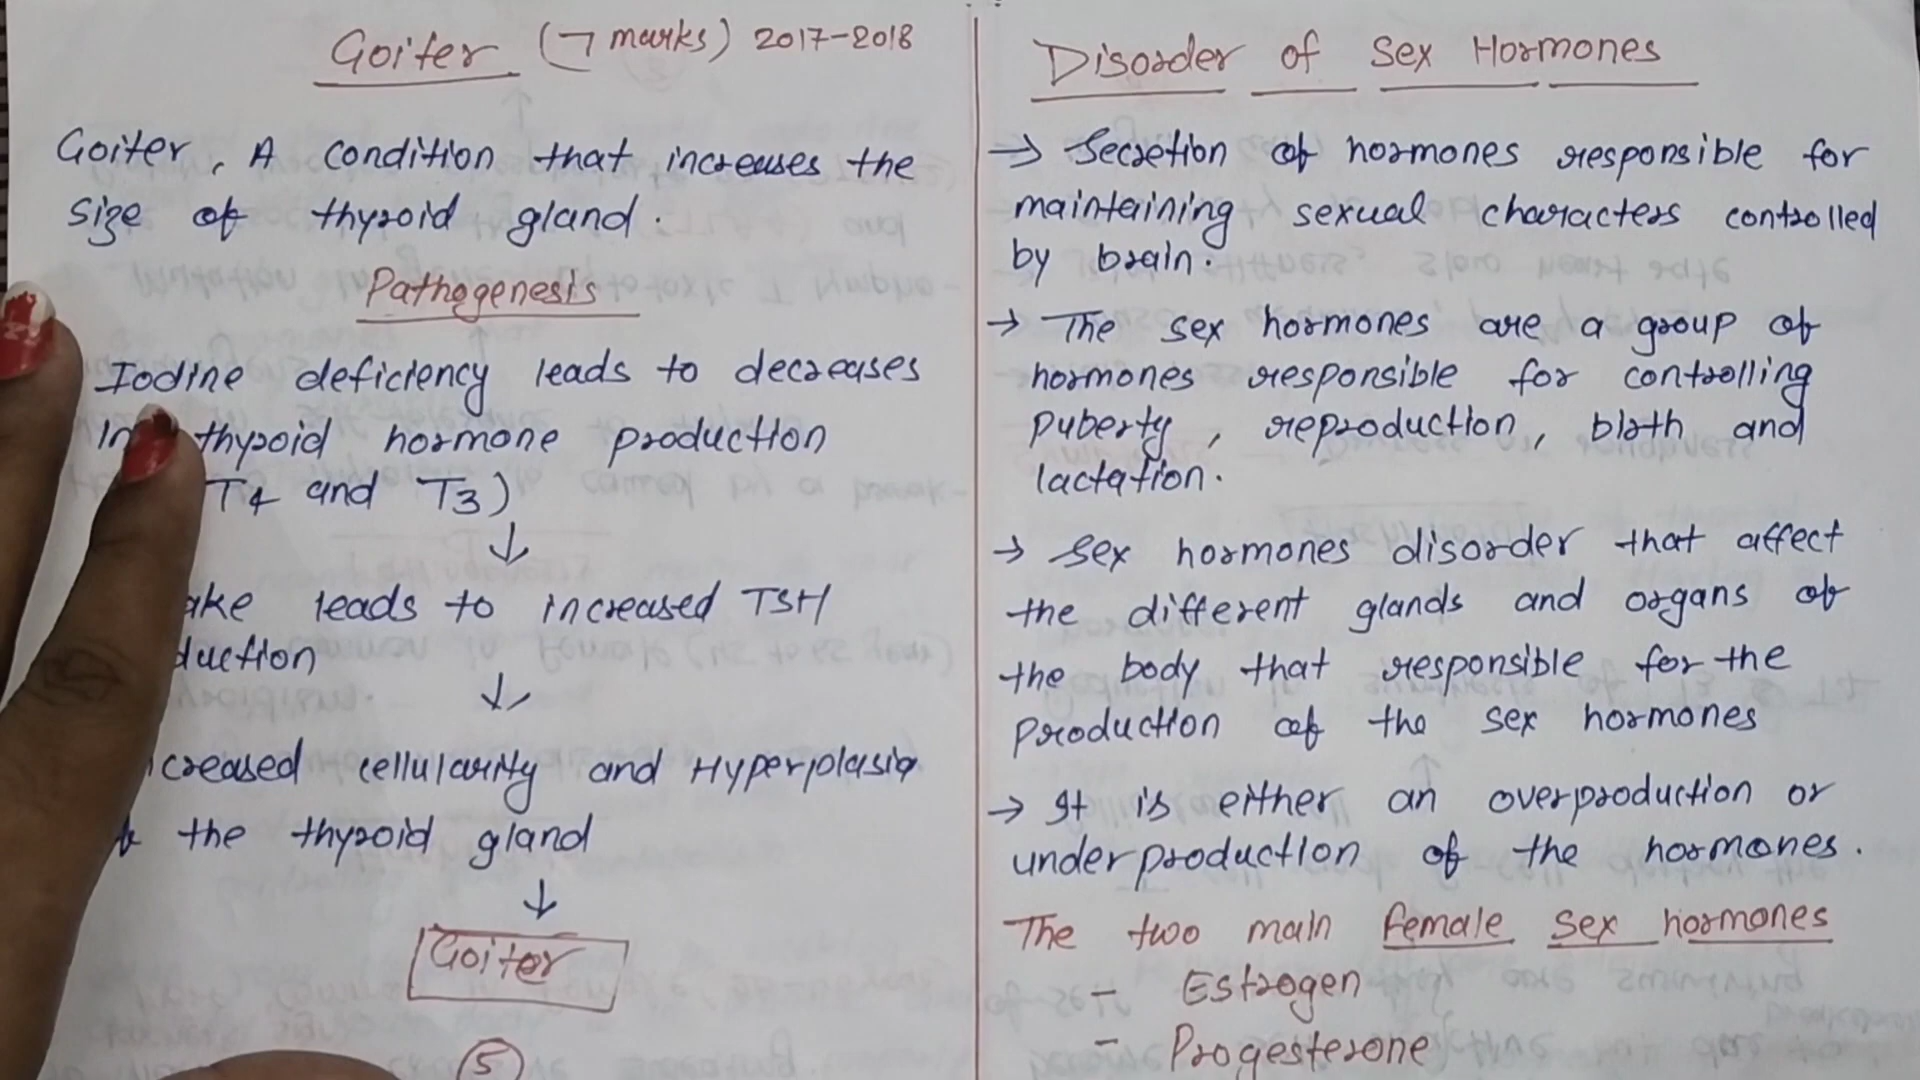 Goiter (7 marks) 2017-2018
Goiter, A condition that increases the
size of thyroid gland.
Pathogenesis
Iodine deficiency leads to decreases
In thyroid hormone production
T4 and T3)
↓
ake leads to increased TSH
duction
↓
creased cellularity and Hyperplasia
the thyroid gland
↓
Goiter
5
Disorder of Sex Hormones
→ Secretion of hormones responsible for
maintaining sexual characters controlled
by brain.
→ The sex hormones are a group of
hormones responsible for controlling
puberty, reproduction, birth and
lactation.
→ Sex hormones disorder that affect
the different glands and organs of
the body that responsible for the
production of the sex hormones
→ It is either an overproduction or
underproduction of the hormones.
The two main female sex hormones
- Estrogen
- Progesterone